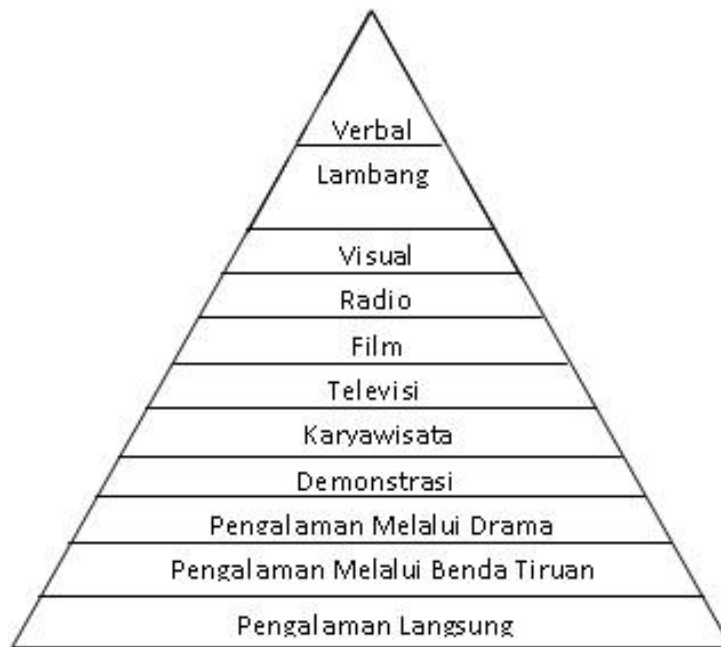 Verbal
Lambang
Visual
Radio
Film
Televisi
Karyawisata
Demonstrasi
Pengalaman Melalui Drama
Pengalaman Melalui Benda Tiruan
Pengalaman Langsung